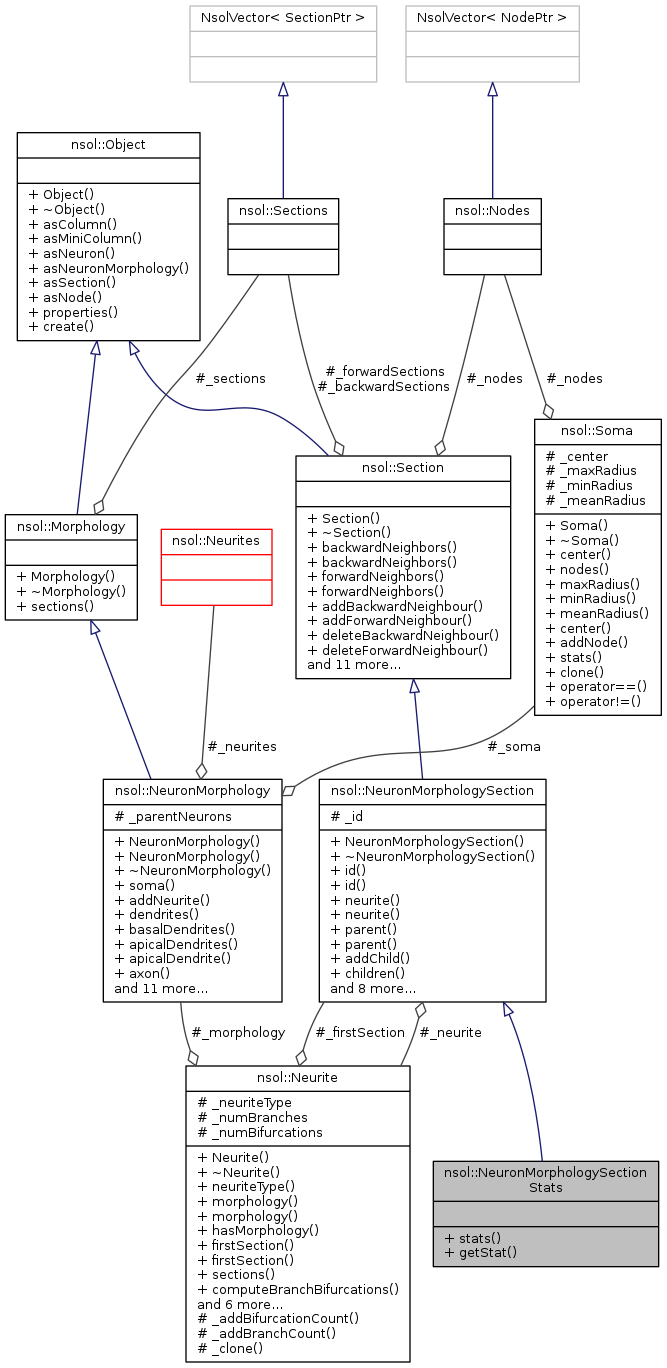 NsolVector< SectionPtr >
NsolVector< NodePtr >
nsol::Object
+ Object()
+ ~Object()
+ asColumn()
+ asMiniColumn()
+ asNeuron()
+ asNeuronMorphology()
+ asSection()
+ asNode()
+ properties()
+ create()
nsol::Sections
nsol::Nodes
#_sections
#_forwardSections
#_backwardSections
#_nodes
#_nodes
nsol::Soma
# _center
# _maxRadius
# _minRadius
# _meanRadius
+ Soma()
+ ~Soma()
+ center()
+ nodes()
+ maxRadius()
+ minRadius()
+ meanRadius()
+ center()
+ addNode()
+ stats()
+ clone()
+ operator==()
+ operator!=()
nsol::Section
+ Section()
+ ~Section()
+ backwardNeighbors()
+ backwardNeighbors()
+ forwardNeighbors()
+ forwardNeighbors()
+ addBackwardNeighbour()
+ addForwardNeighbour()
+ deleteBackwardNeighbour()
+ deleteForwardNeighbour()
and 11 more...
nsol::Morphology
+ Morphology()
+ ~Morphology()
+ sections()
nsol::Neurites
#_neurites
#_soma
nsol::NeuronMorphology
# _parentNeurons
+ NeuronMorphology()
+ NeuronMorphology()
+ ~NeuronMorphology()
+ soma()
+ addNeurite()
+ dendrites()
+ basalDendrites()
+ apicalDendrites()
+ apicalDendrite()
+ axon()
and 11 more...
nsol::NeuronMorphologySection
# _id
+ NeuronMorphologySection()
+ ~NeuronMorphologySection()
+ id()
+ id()
+ neurite()
+ neurite()
+ parent()
+ parent()
+ addChild()
+ children()
and 8 more...
#_morphology
#_firstSection
#_neurite
nsol::Neurite
# _neuriteType
# _numBranches
# _numBifurcations
+ Neurite()
+ ~Neurite()
+ neuriteType()
+ morphology()
+ morphology()
+ hasMorphology()
+ firstSection()
+ firstSection()
+ sections()
+ computeBranchBifurcations()
and 6 more...
# _addBifurcationCount()
# _addBranchCount()
# _clone()
nsol::NeuronMorphologySection
Stats
+ stats()
+ getStat()